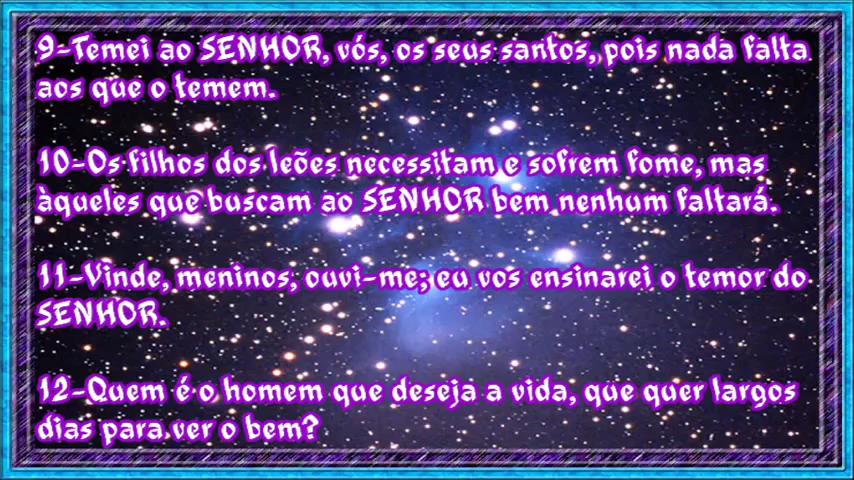 9-Temei ao SENHOR, vós, os seus santos, pois nada falta
aos que o temem.
10-Os filhos dos leões necessitam e sofrem fome, mas
àqueles que buscam ao SENHOR bem nenhum faltará.
11-Vinde, meninos, ouvi-me; eu vos ensinarei o temor do
SENHOR.
12-Quem é o homem que deseja a vida, que quer largos
dias para ver o bem?